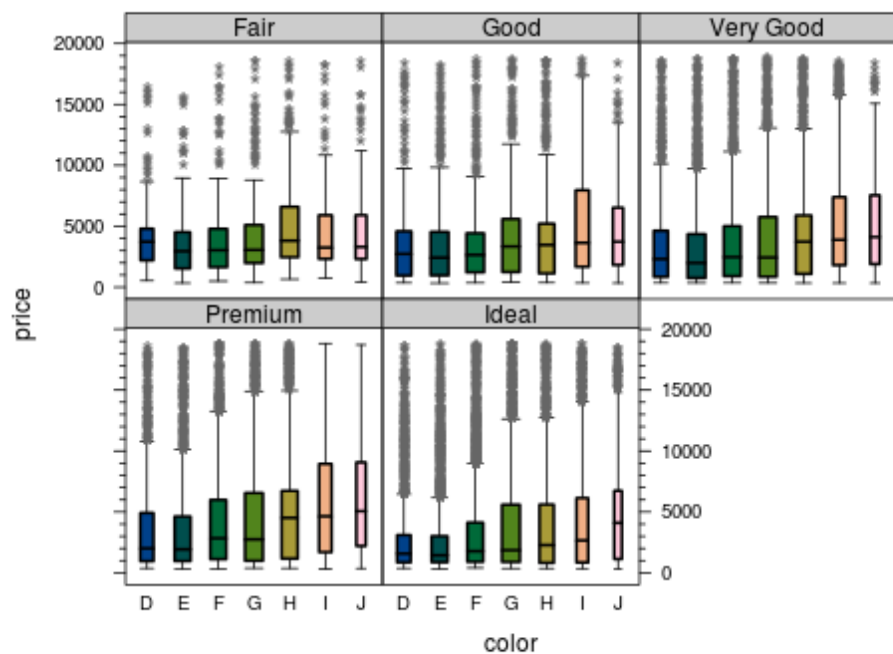 Fair Good Very Good
20000
15000
10000
5000
0
price
Premium Ideal
20000
15000
10000
5000
0
D E F G H I J D E F G H I J
color